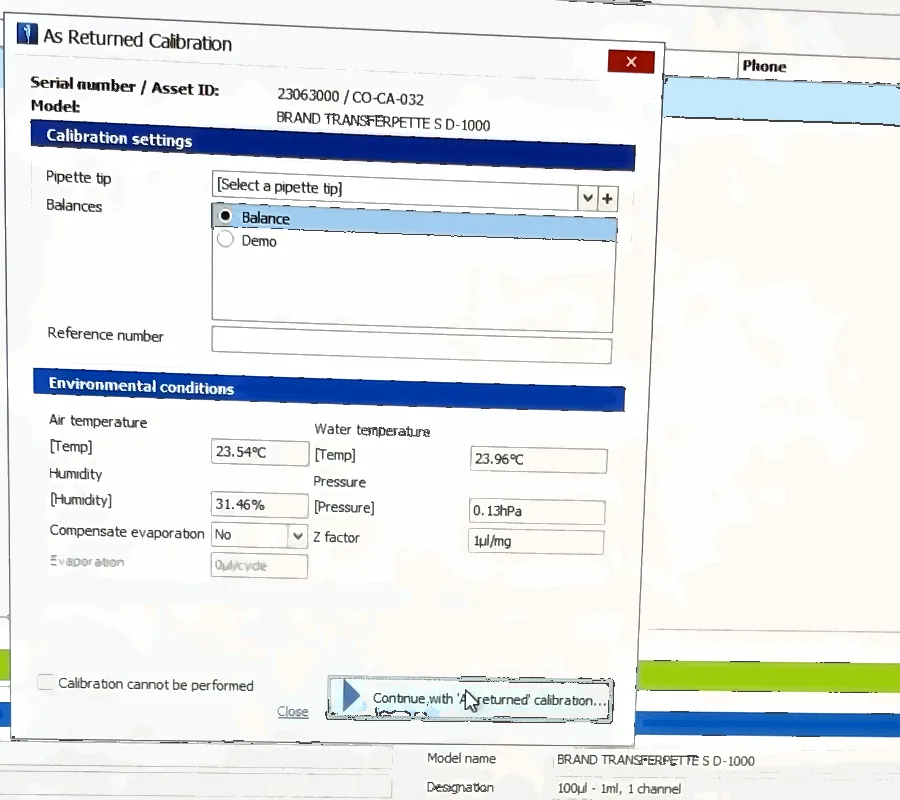 As Returned Calibration
Phone
Serial number / Asset ID: 23063000 / CO-CA-032
Model: BRAND TRANSFERPETTE S D-1000
Calibration settings
Pipette tip [Select a pipette tip]
Balances Balance
Demo
Reference number
Environmental conditions
Air temperature Water temperature
[Temp] 23.54°C [Temp] 23.96°C
Humidity Pressure
[Humidity] 31.46% [Pressure] 0.13hPa
Compensate evaporation No Z factor 1µl/mg
Evaporation 0µl/cycle
Calibration cannot be performed
Close
Continue with 'As returned' calibration...
Model name BRAND TRANSFERPETTE S D-1000
Designation 100µl - 1ml, 1 channel